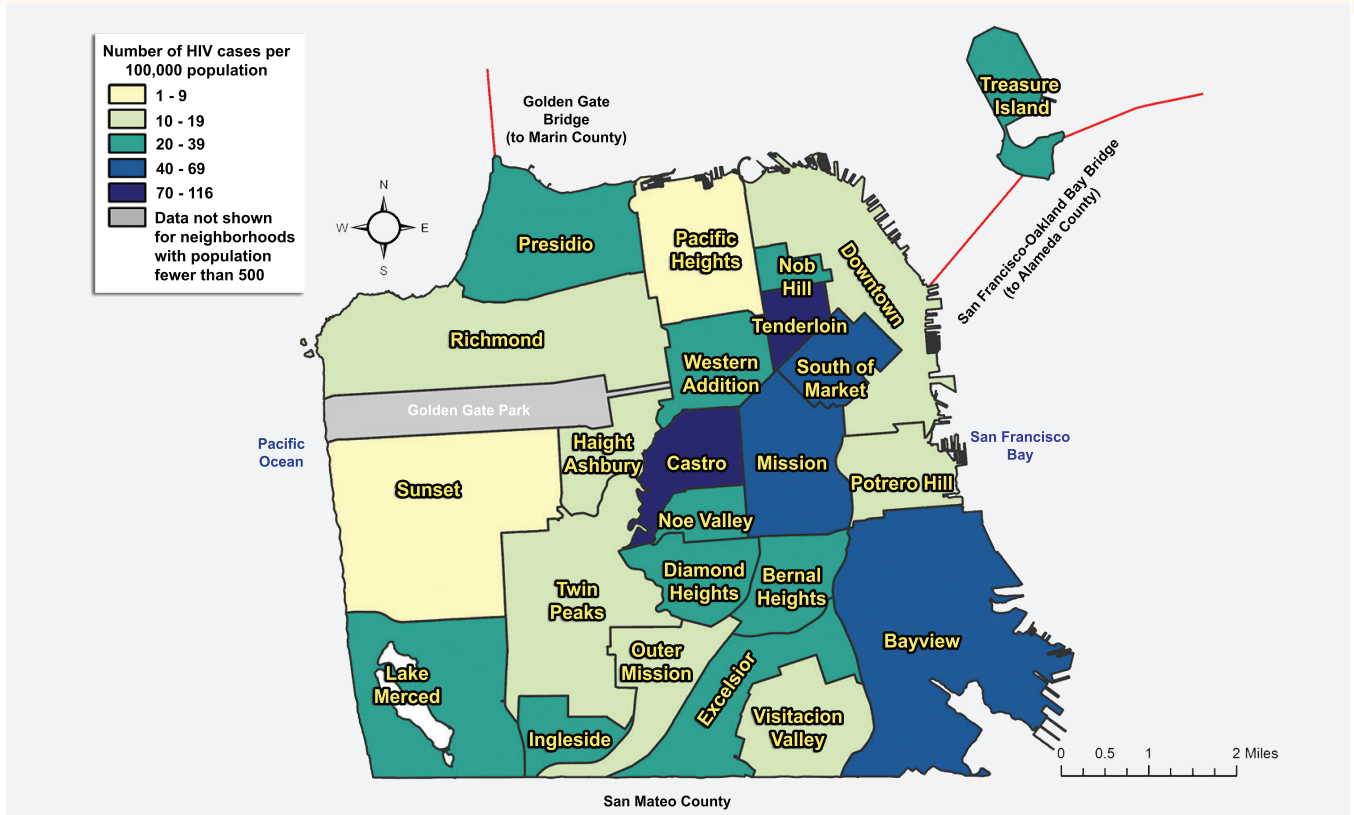 Number of HIV cases per
100,000 population
1 - 9
10 - 19
20 - 39
40 - 69
70 - 116
Data not shown
for neighborhoods
with population
fewer than 500
N
W
E
S
Golden Gate
Bridge
(to Marin County)
Treasure
Island
San Francisco-Oakland Bay Bridge
(to Alameda County)
Presidio
Pacific
Heights
Nob
Hill
Downtown
Richmond
Tenderloin
Western
Addition
South of
Market
Golden Gate Park
Pacific
Ocean
Haight
Ashbury
Castro
Mission
San Francisco
Bay
Potrero Hill
Sunset
Noe Valley
Diamond
Heights
Bernal
Heights
Twin
Peaks
Bayview
Outer
Mission
Lake
Merced
Excelsior
Visitacion
Valley
Ingleside
0 0.5 1 2 Miles
San Mateo County